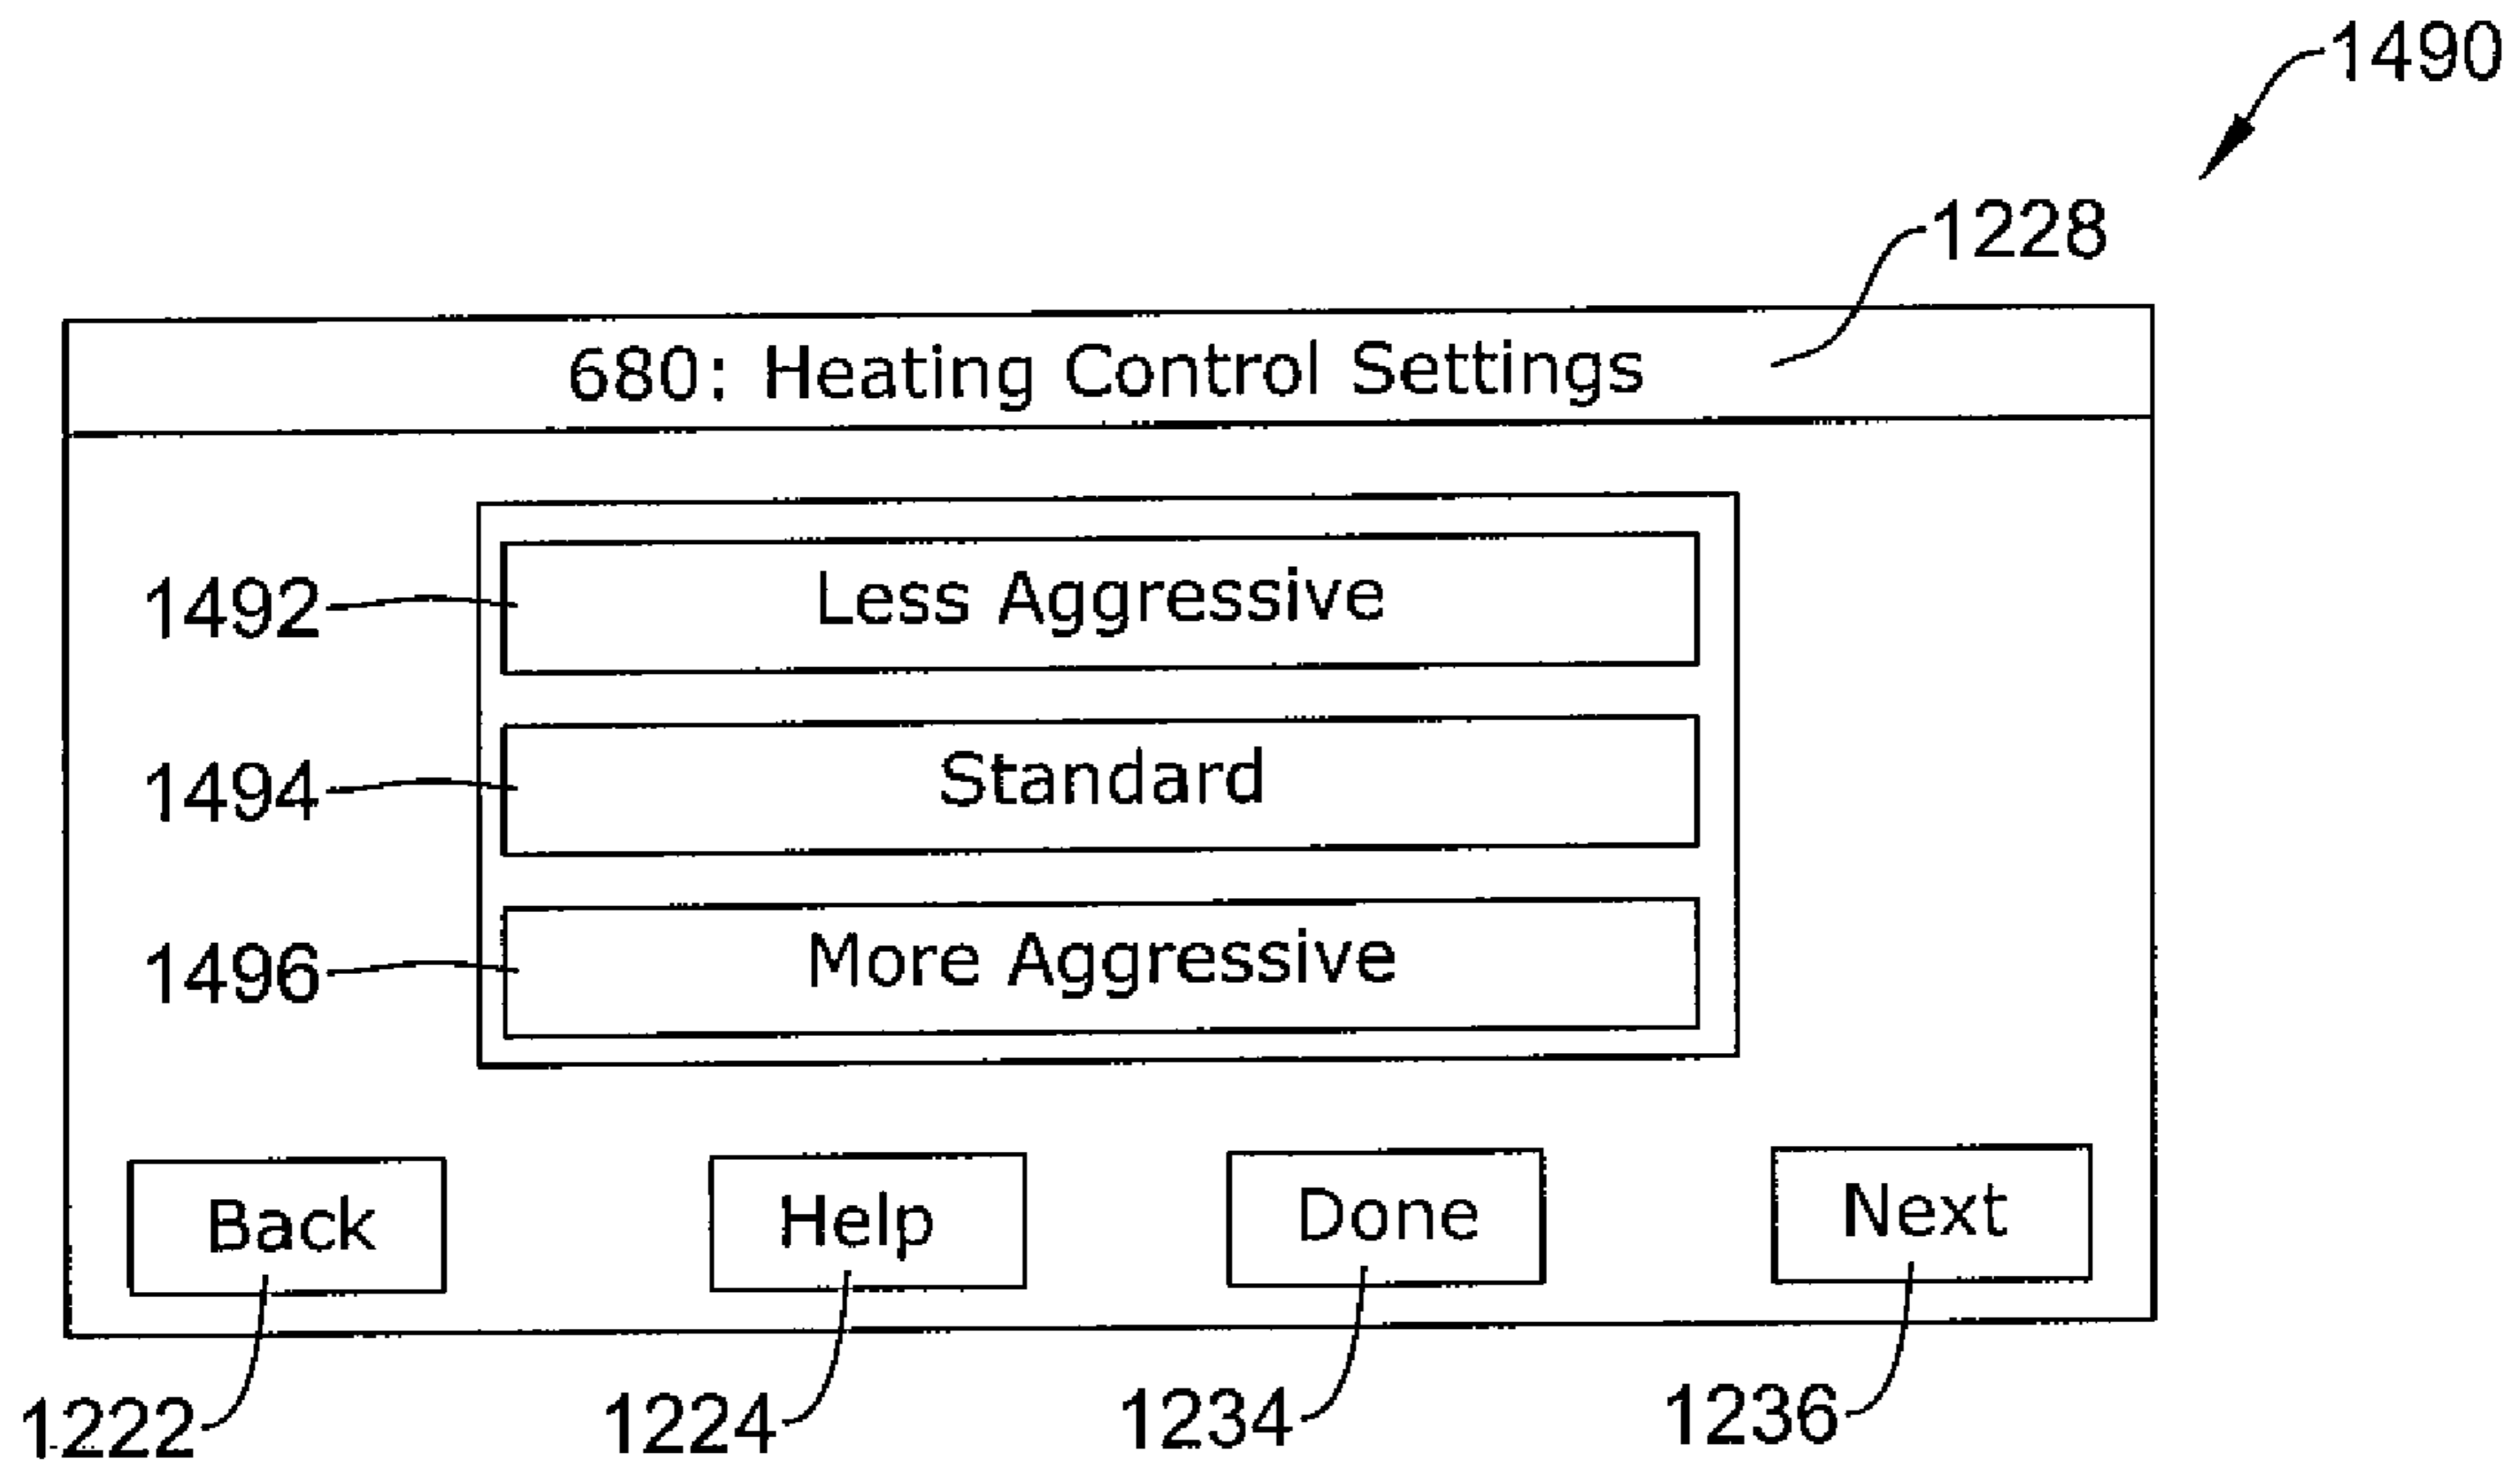 1490
1228
680: Heating Control Settings
1492 Less Aggressive
1494 Standard
1496 More Aggressive
Back Help Done Next
1222 1224 1234 1236